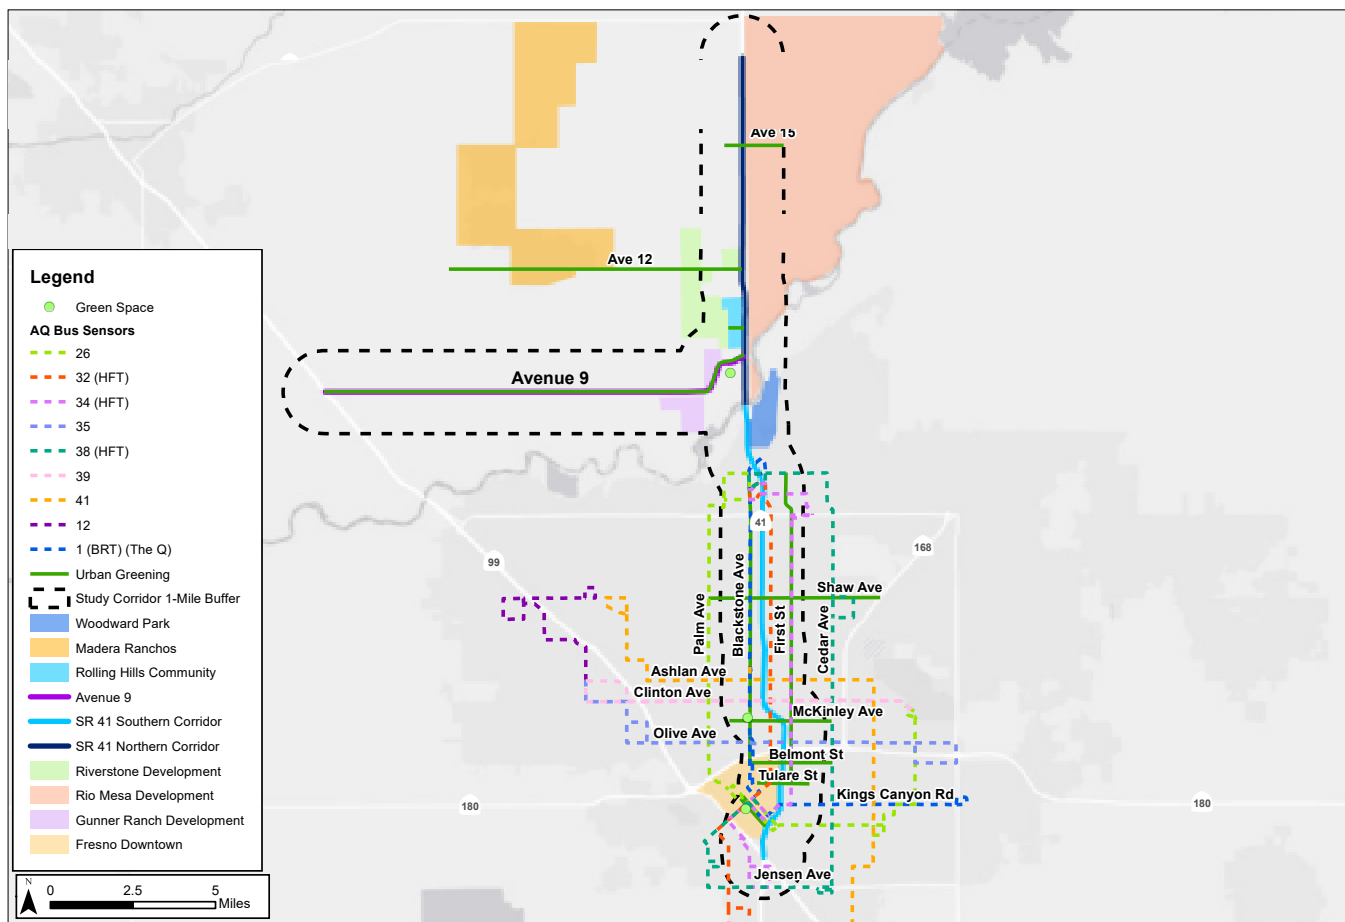 Ave 15
Ave 12
Avenue 9
Legend
Green Space
AQ Bus Sensors
26
32 (HFT)
34 (HFT)
35
38 (HFT)
39
41
12
1 (BRT) (The Q)
Urban Greening
Study Corridor 1-Mile Buffer
Woodward Park
Madera Ranchos
Rolling Hills Community
Avenue 9
SR 41 Southern Corridor
SR 41 Northern Corridor
Riverstone Development
Rio Mesa Development
Gunner Ranch Development
Fresno Downtown
N
0 2.5 5
Miles
41
168
99
Shaw Ave
Palm Ave
Blackstone Ave
First St
Cedar Ave
Ashlan Ave
Clinton Ave
McKinley Ave
Olive Ave
Belmont St
Tulare St
Kings Canyon Rd
180
180
Jensen Ave